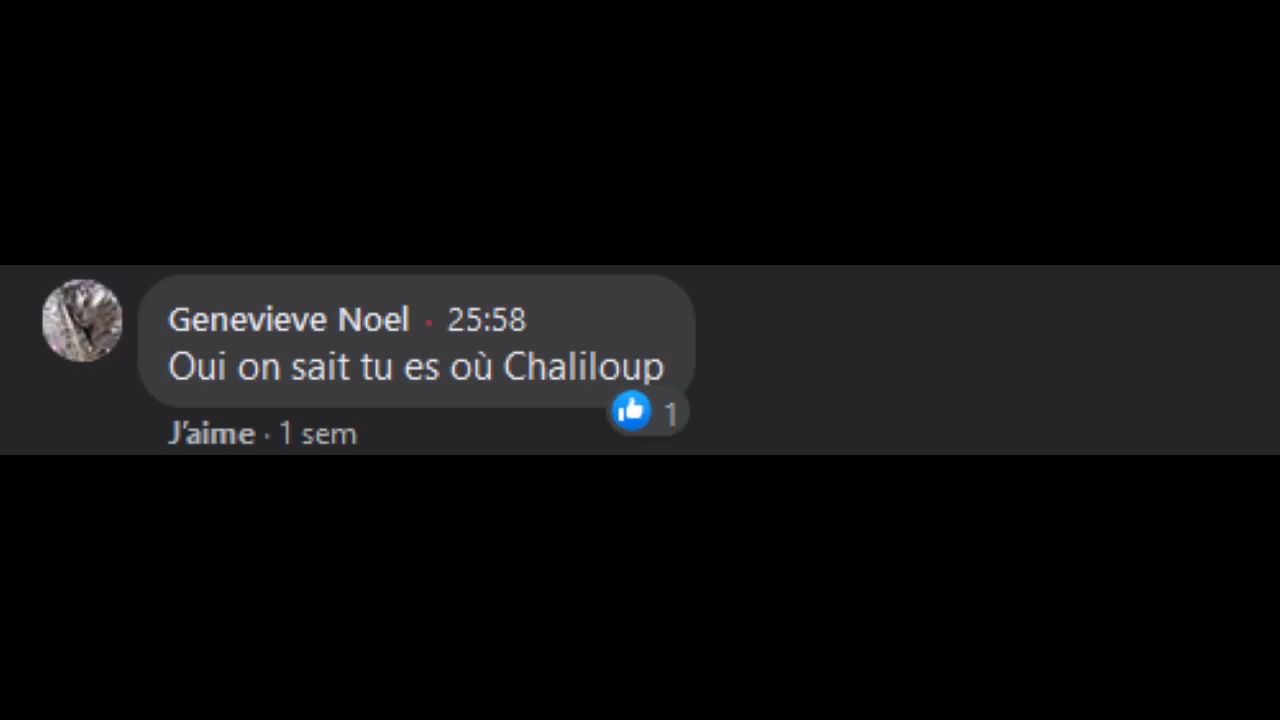 Genevieve Noel · 25:58
Oui on sait tu es où Chaliloup
1
J'aime · 1 sem